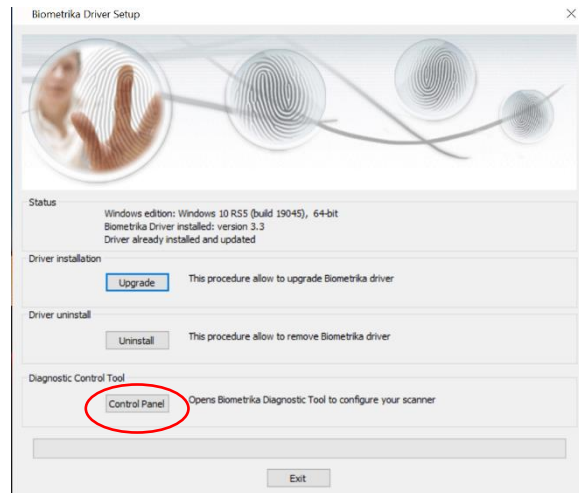 Biometrika Driver Setup
Status
Windows edition: Windows 10 RS5 (build 19045), 64-bit
Biometrika Driver installed: version 3.3
Driver already installed and updated
Driver installation
Upgrade
This procedure allow to upgrade Biometrika driver
Driver uninstall
Uninstall
This procedure allow to remove Biometrika driver
Diagnostic Control Tool
Control Panel
Opens Biometrika Diagnostic Tool to configure your scanner
Exit